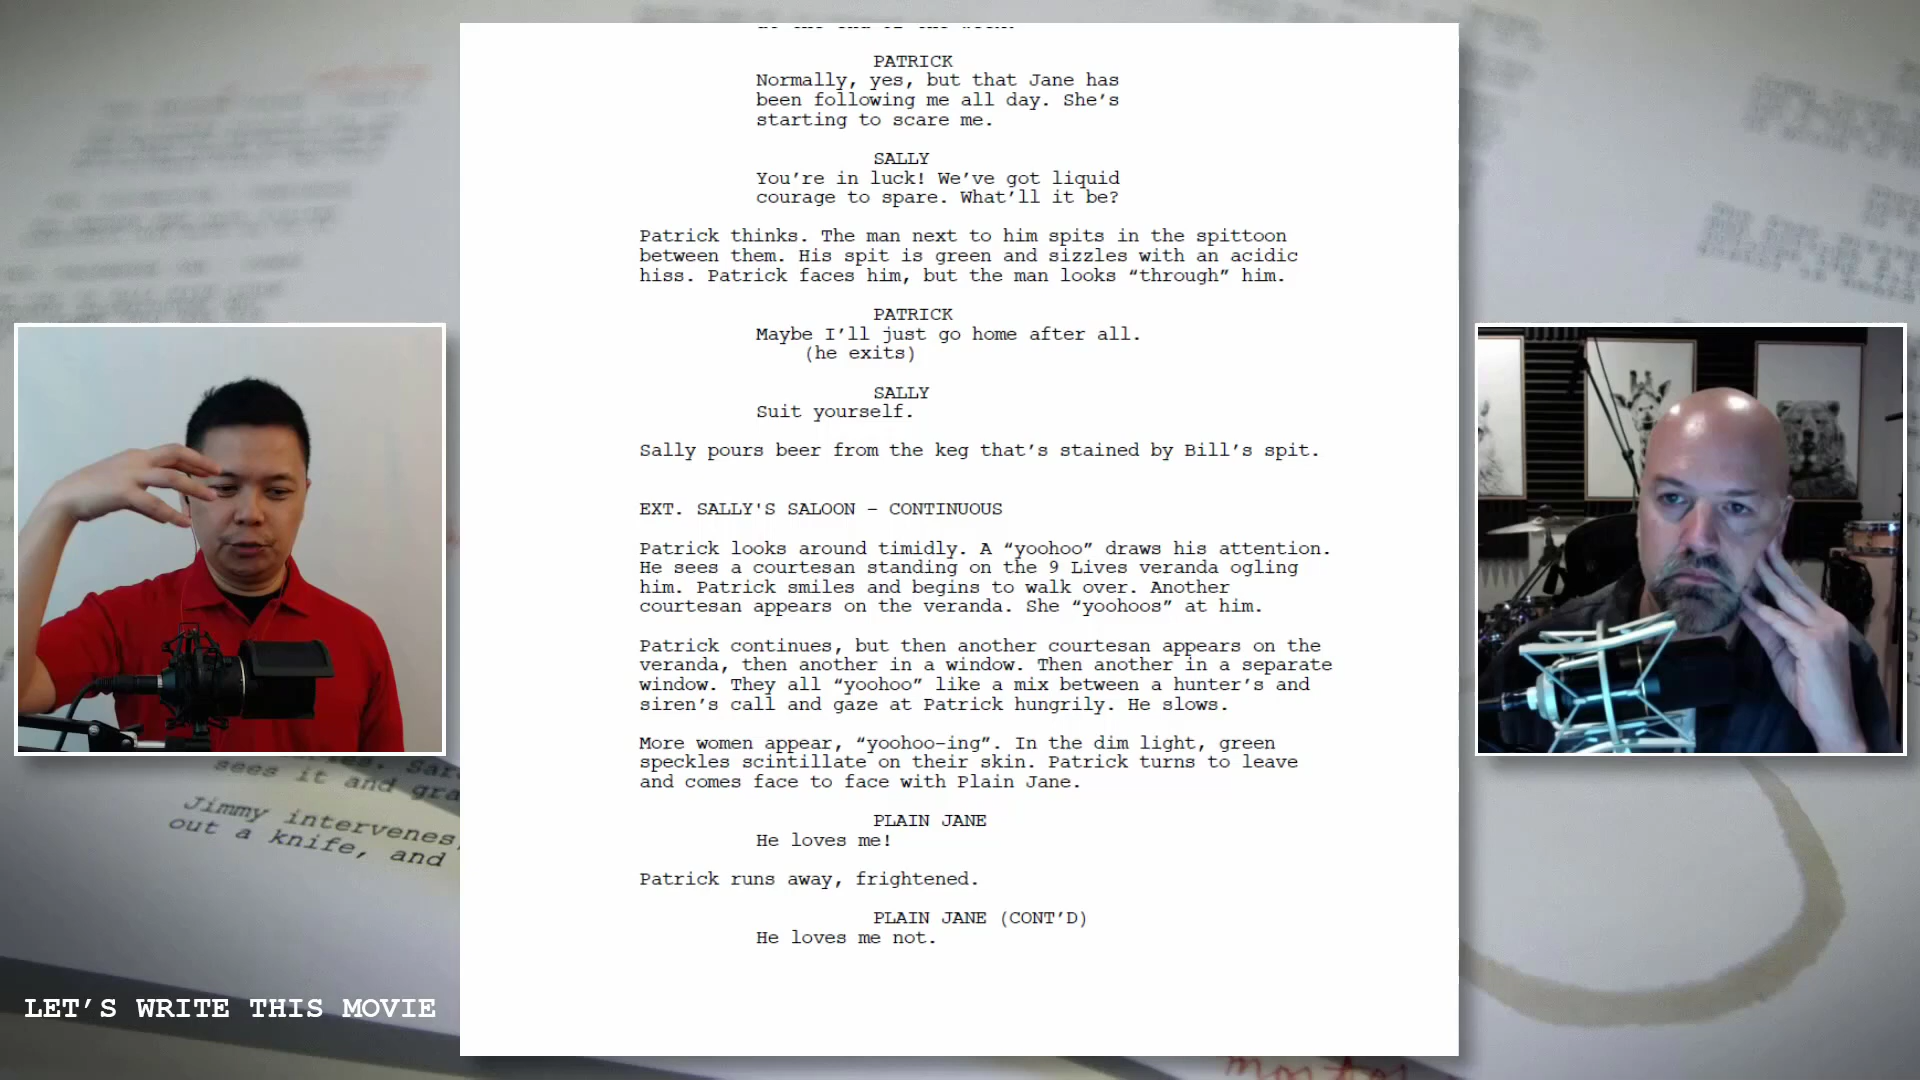 PATRICK
Normally, yes, but that Jane has
been following me all day. She's
starting to scare me.
SALLY
You're in luck! We've got liquid
courage to spare. What'll it be?
Patrick thinks. The man next to him spits in the spittoon
between them. His spit is green and sizzles with an acidic
hiss. Patrick faces him, but the man looks “through” him.
PATRICK
Maybe I'll just go home after all.
(he exits)
SALLY
Suit yourself.
Sally pours beer from the keg that's stained by Bill's spit.
EXT. SALLY'S SALOON – CONTINUOUS
Patrick looks around timidly. A “yoohoo” draws his attention.
He sees a courtesan standing on the 9 Lives veranda ogling
him. Patrick smiles and begins to walk over. Another
courtesan appears on the veranda. She “yoohoos” at him.
Patrick continues, but then another courtesan appears on the
veranda, then another in a window. Then another in a separate
window. They all “yoohoo” like a mix between a hunter's and
siren's call and gaze at Patrick hungrily. He slows.
More women appear, “yoohoo-ing”. In the dim light, green
speckles scintillate on their skin. Patrick turns to leave
and comes face to face with Plain Jane.
PLAIN JANE
He loves me!
Patrick runs away, frightened.
PLAIN JANE (CONT'D)
He loves me not.
sees it and gra
Jimmy intervenes
out a knife, and
LET'S WRITE THIS MOVIE